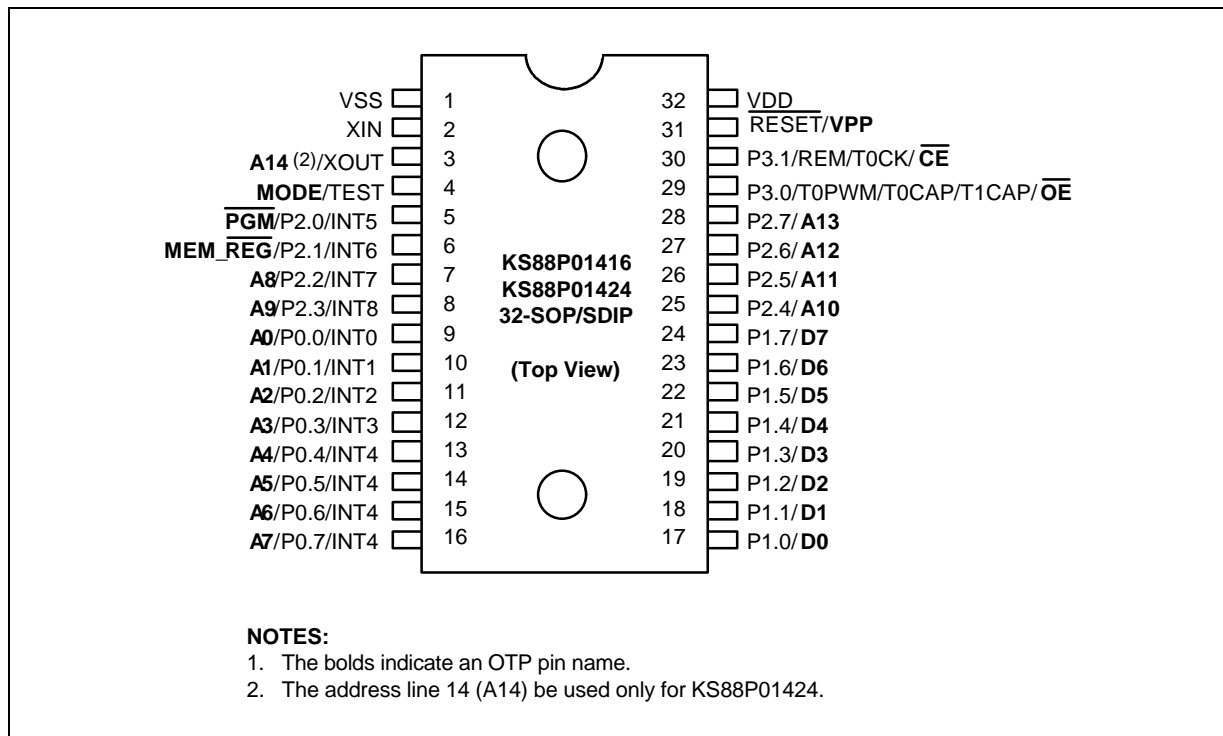 VSS 1 32 VDD
XIN 2 31 R̅E̅S̅E̅T̅/VPP
A14 (2)/XOUT 3 30 P3.1/REM/T0CK/ C̅E̅
MODE/TEST 4 29 P3.0/T0PWM/T0CAP/T1CAP/ O̅E̅
P̅G̅M̅/P2.0/INT5 5 28 P2.7/ A13
MEM_R̅E̅G̅/P2.1/INT6 6 27 P2.6/ A12
A8/P2.2/INT7 7 26 P2.5/ A11
A9/P2.3/INT8 8 25 P2.4/ A10
A0/P0.0/INT0 9 24 P1.7/ D7
A1/P0.1/INT1 10 23 P1.6/ D6
A2/P0.2/INT2 11 22 P1.5/ D5
A3/P0.3/INT3 12 21 P1.4/ D4
A4/P0.4/INT4 13 20 P1.3/ D3
A5/P0.5/INT4 14 19 P1.2/ D2
A6/P0.6/INT4 15 18 P1.1/ D1
A7/P0.7/INT4 16 17 P1.0/ D0
KS88P01416
KS88P01424
32-SOP/SDIP
(Top View)
NOTES:
1. The bolds indicate an OTP pin name.
2. The address line 14 (A14) be used only for KS88P01424.